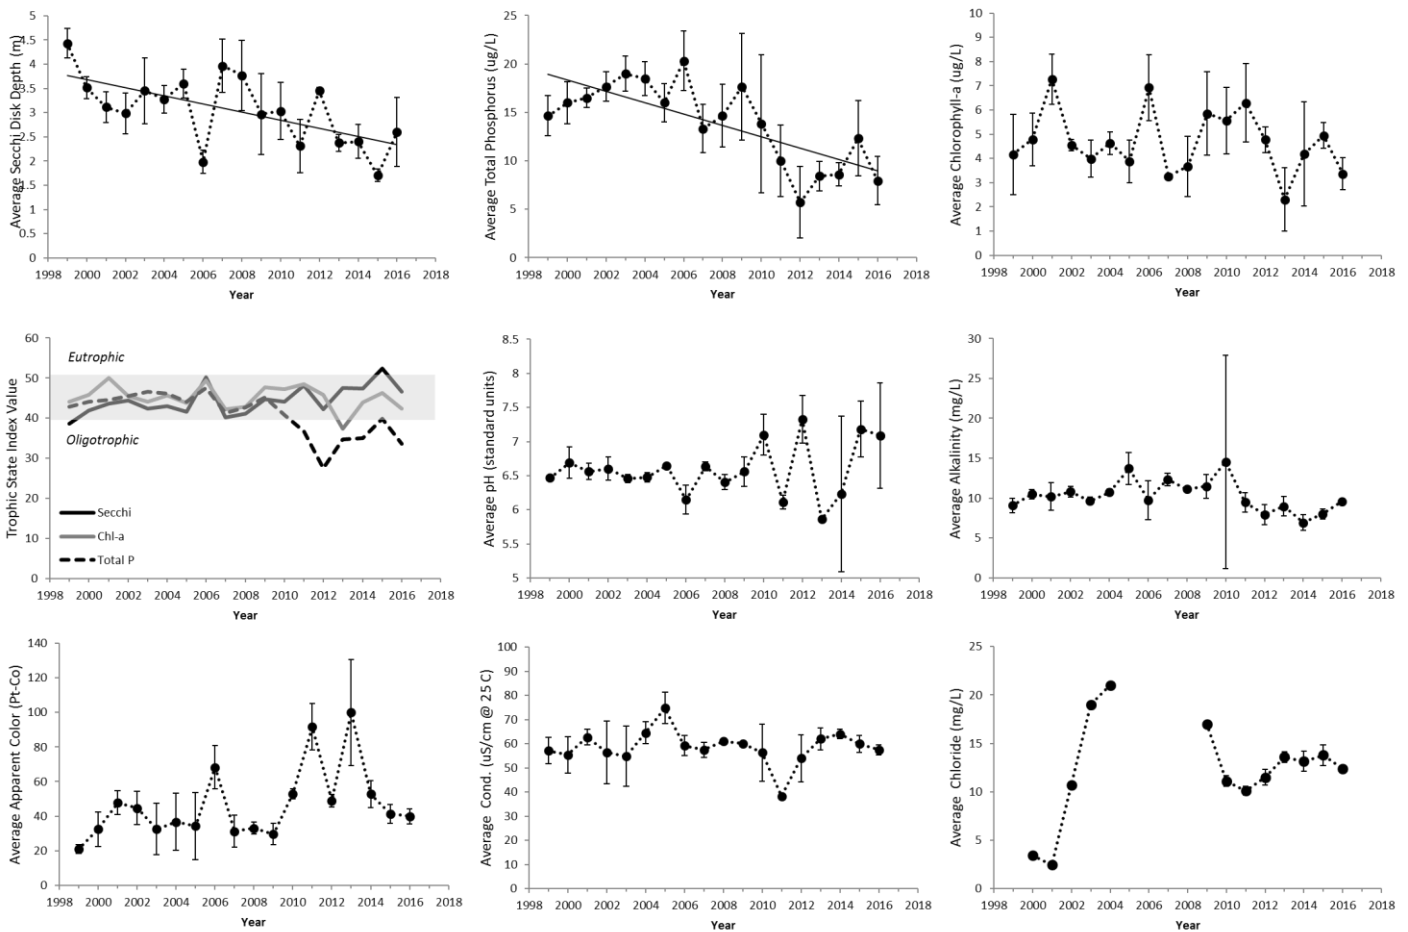 Average Secchi Disk Depth (m)
5
4.5
4
3.5
3
2.5
2
1.5
1
0.5
0
1998 2000 2002 2004 2006 2008 2010 2012 2014 2016 2018
Year
Average Total Phosphorus (ug/L)
25
20
15
10
5
0
1998 2000 2002 2004 2006 2008 2010 2012 2014 2016 2018
Year
Average Chlorophyll-a (ug/L)
10
9
8
7
6
5
4
3
2
1
0
1998 2000 2002 2004 2006 2008 2010 2012 2014 2016 2018
Year
Trophic State Index Value
60
50
40
30
20
10
0
Eutrophic
Oligotrophic
Secchi
Chl-a
Total P
1998 2000 2002 2004 2006 2008 2010 2012 2014 2016 2018
Year
Average pH (standard units)
8.5
8
7.5
7
6.5
6
5.5
5
1998 2000 2002 2004 2006 2008 2010 2012 2014 2016 2018
Year
Average Alkalinity (mg/L)
30
25
20
15
10
5
0
1998 2000 2002 2004 2006 2008 2010 2012 2014 2016 2018
Year
Average Apparent Color (Pt-Co)
140
120
100
80
60
40
20
0
1998 2000 2002 2004 2006 2008 2010 2012 2014 2016 2018
Year
Average Cond. (uS/cm @ 25 C)
100
90
80
70
60
50
40
30
20
10
0
1998 2000 2002 2004 2006 2008 2010 2012 2014 2016 2018
Year
Average Chloride (mg/L)
25
20
15
10
5
0
1998 2000 2002 2004 2006 2008 2010 2012 2014 2016 2018
Year